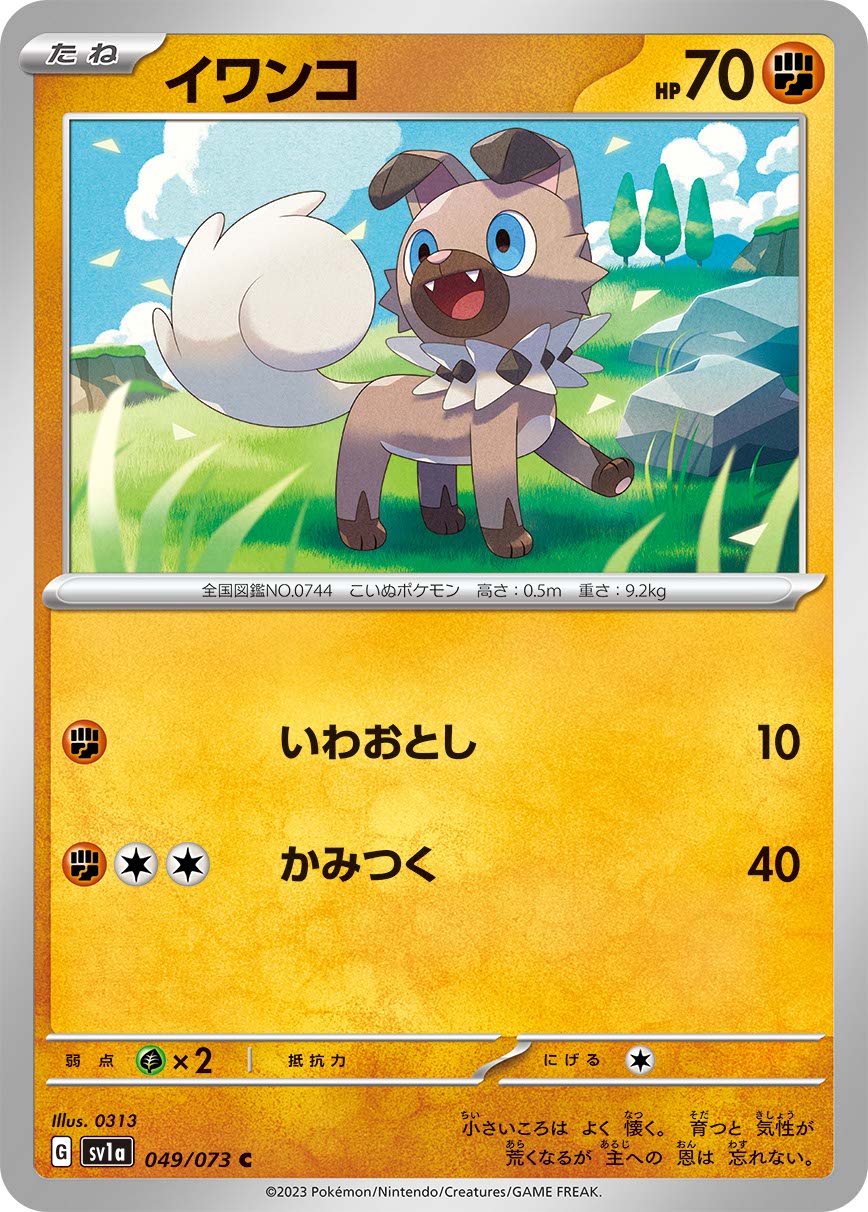 たね
イワンコ
HP70
全国図鑑NO.0744 こいぬポケモン 高さ:0.5m 重さ:9.2kg
いわおとし 10
かみつく 40
弱点 ×2 抵抗力 にげる
Illus. 0313
小さいころは よく 懐く。 育つと 気性が
荒くなるが 主への 恩は 忘れない。
G sv1a 049/073 C
©2023 Pokémon/Nintendo/Creatures/GAME FREAK.